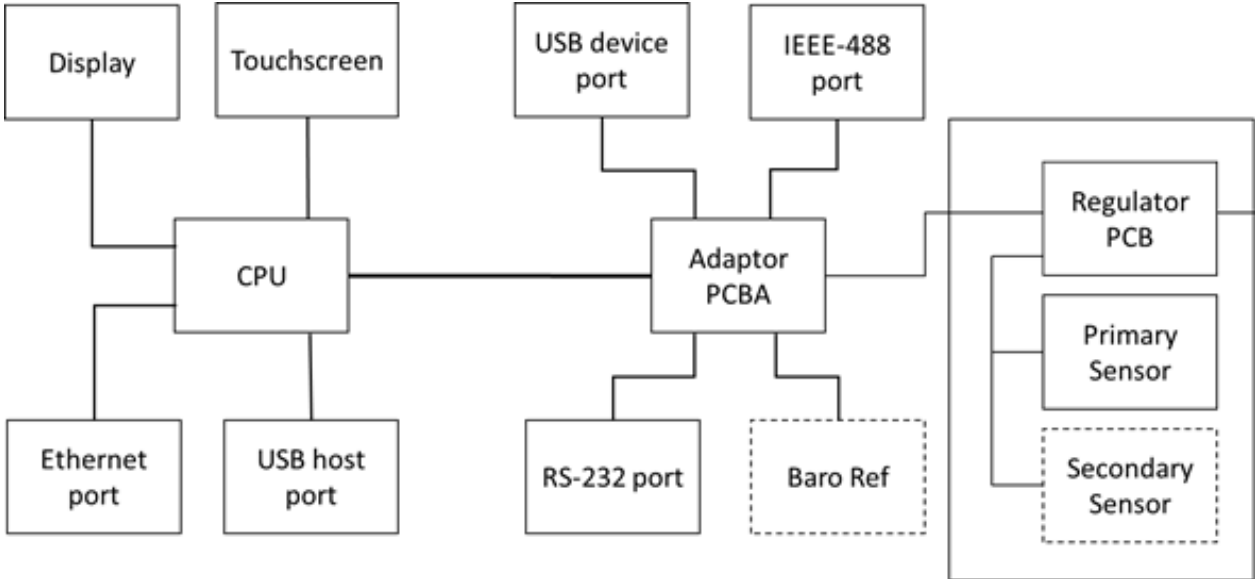 Display
Touchscreen
USB device
port
IEEE-488
port
Regulator
PCB
CPU
Adaptor
PCBA
Primary
Sensor
Ethernet
port
USB host
port
RS-232 port
Baro Ref
Secondary
Sensor